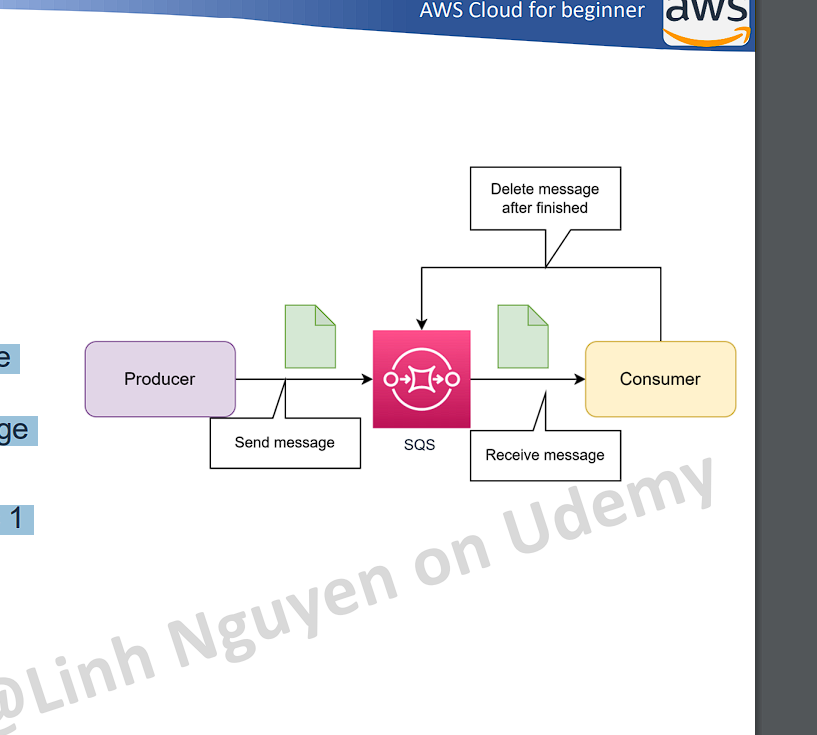 AWS Cloud for beginner
aws
Delete message
after finished
e
Producer
Consumer
ge
Send message
SQS
Receive message
1
@Linh Nguyen on Udemy